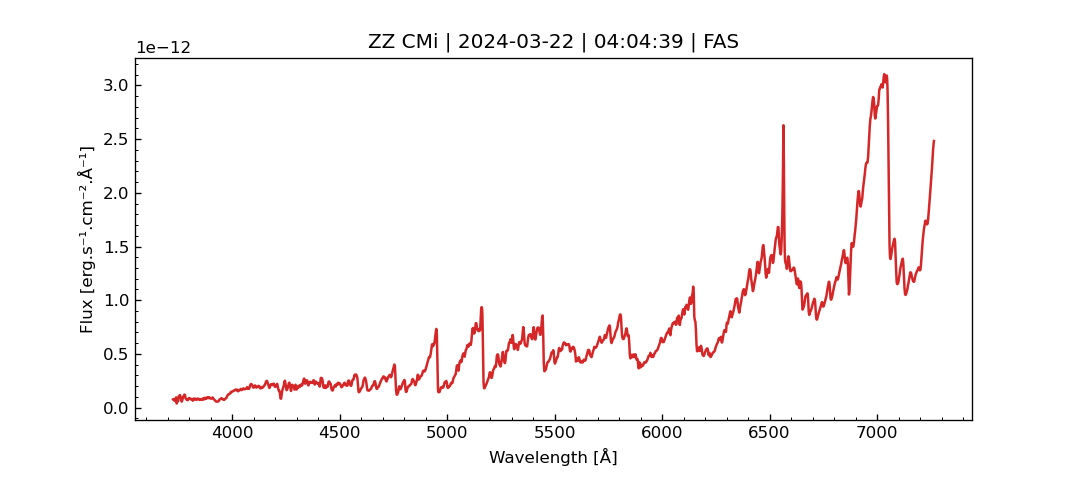 ZZ CMi | 2024-03-22 | 04:04:39 | FAS
1e−12
3.0
2.5
2.0
1.5
1.0
0.5
0.0
Flux [erg.s⁻¹.cm⁻².Å⁻¹]
4000 4500 5000 5500 6000 6500 7000
Wavelength [Å]